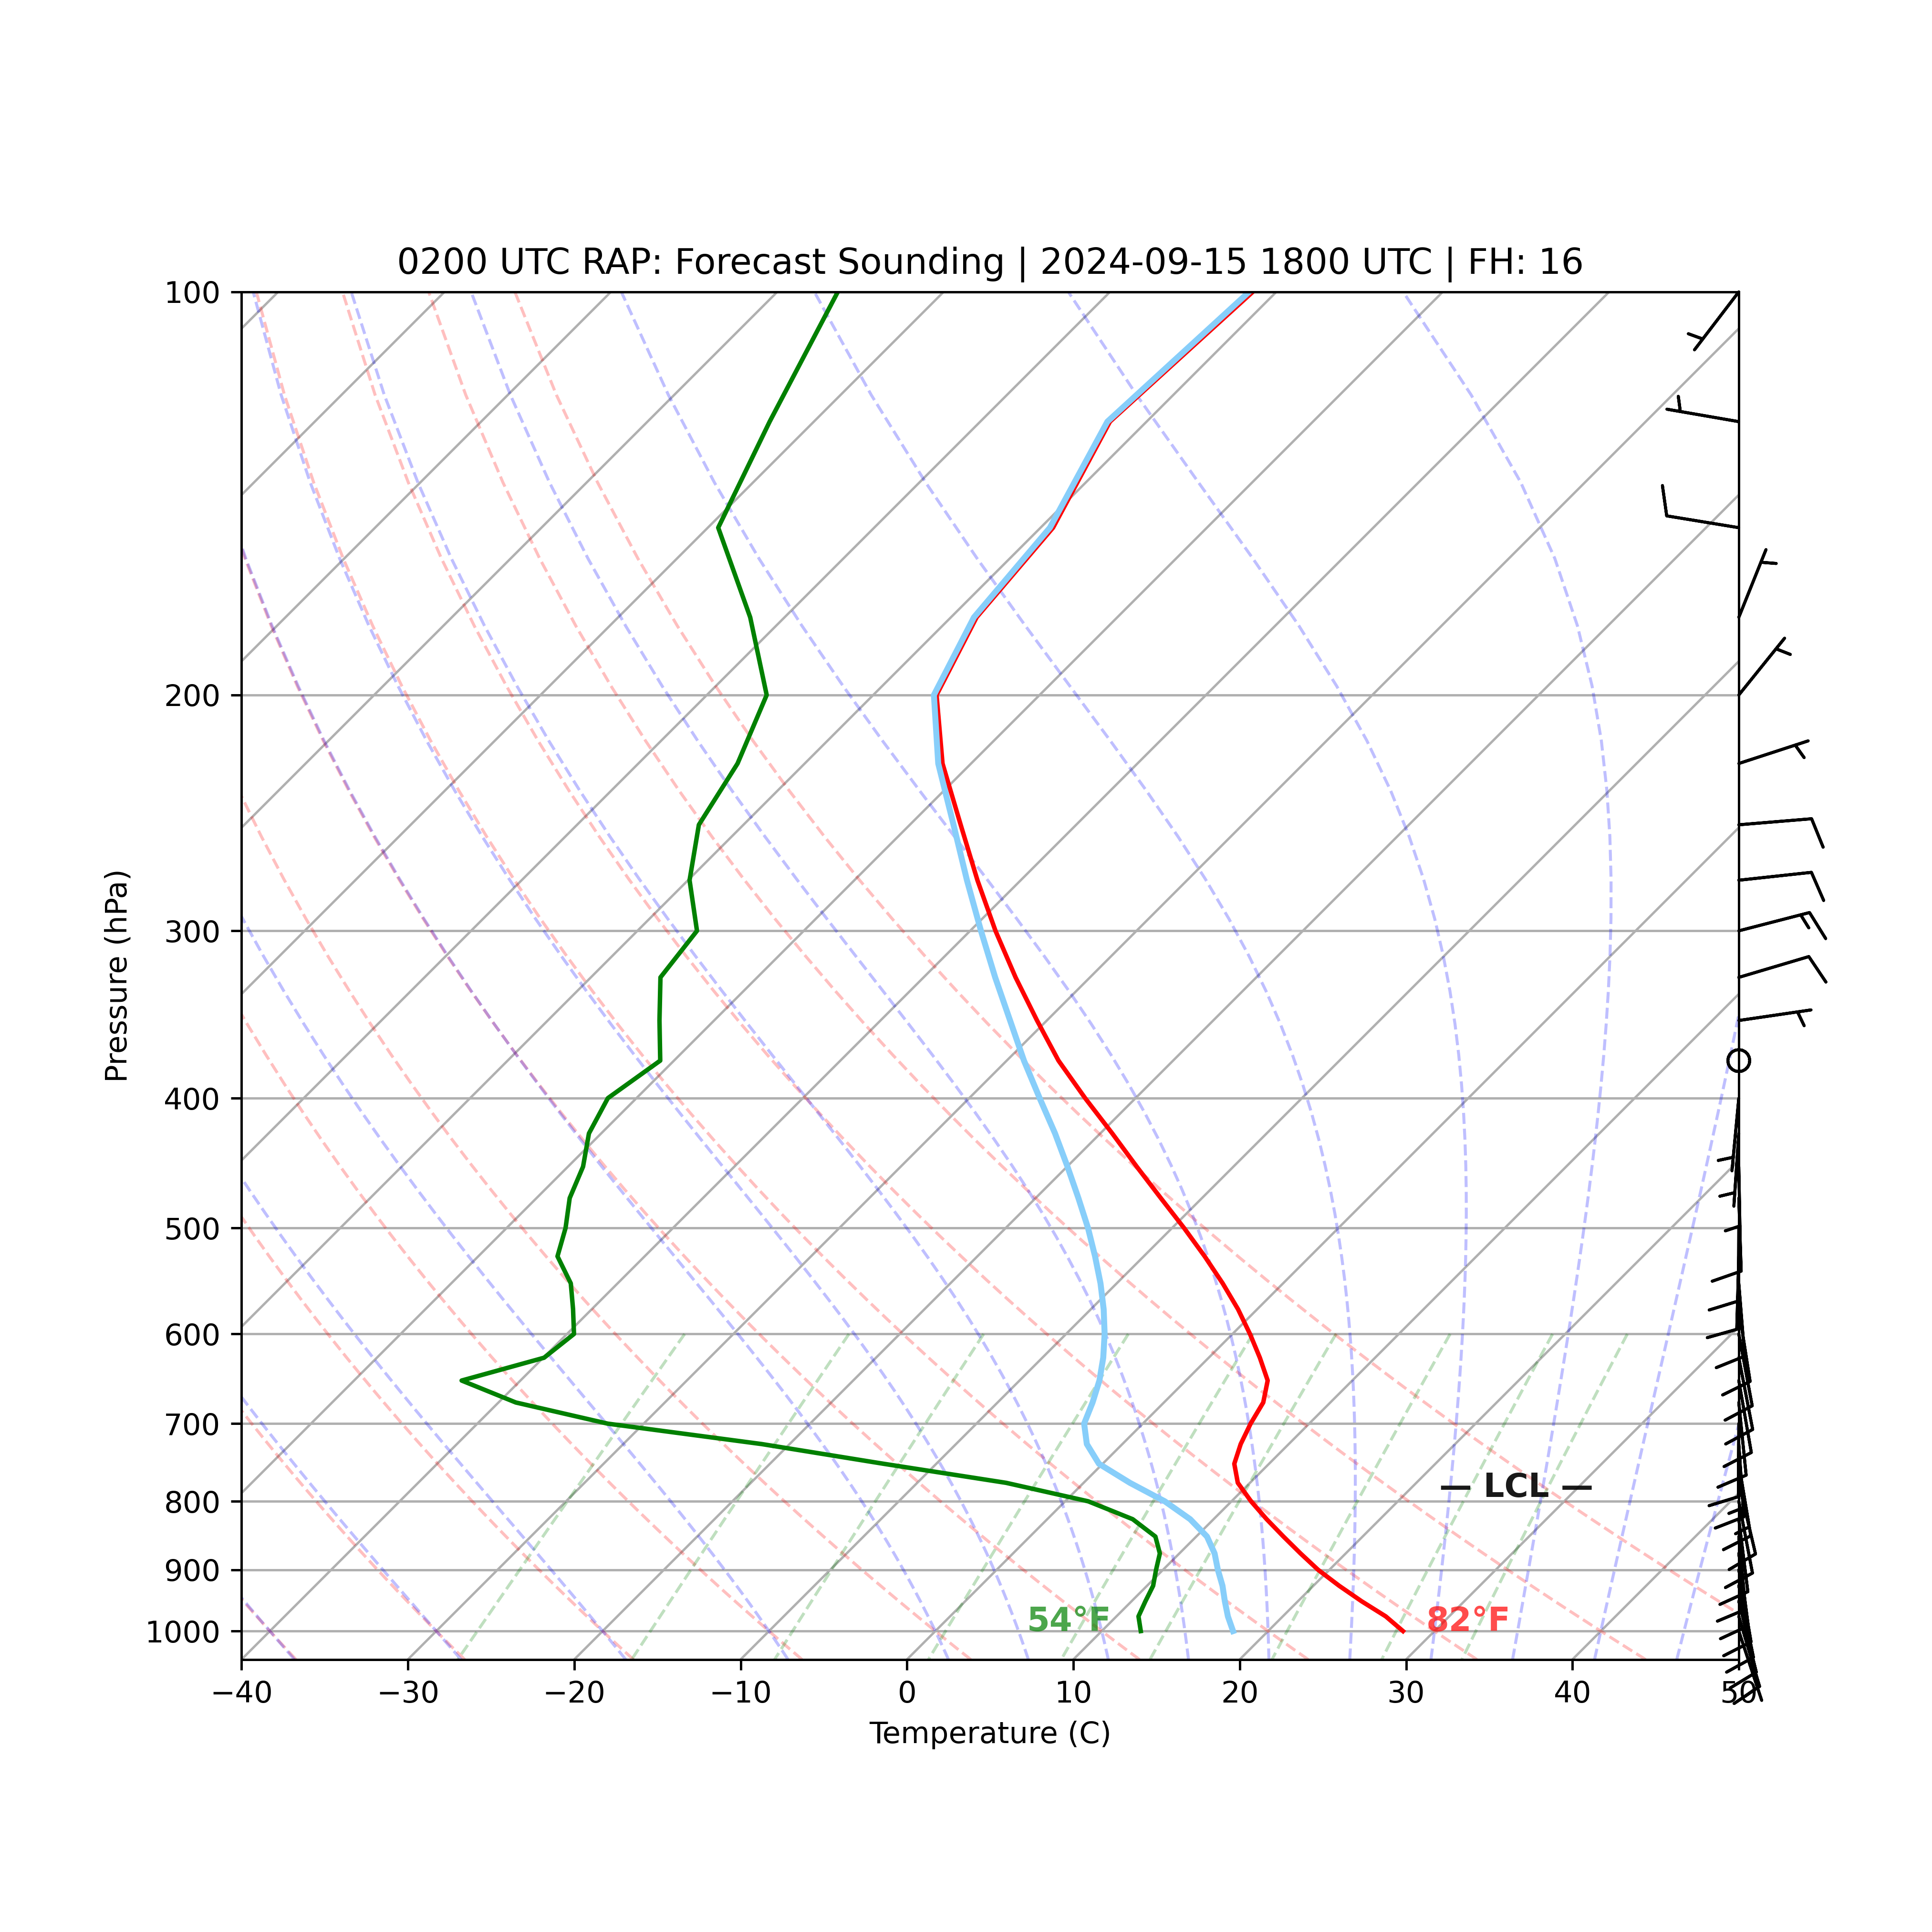 0200 UTC RAP: Forecast Sounding | 2024-09-15 1800 UTC | FH: 16
100
200
300
400
500
600
700
800
900
1000
Pressure (hPa)
— LCL —
54°F
82°F
−40 −30 −20 −10 0 10 20 30 40 50
Temperature (C)